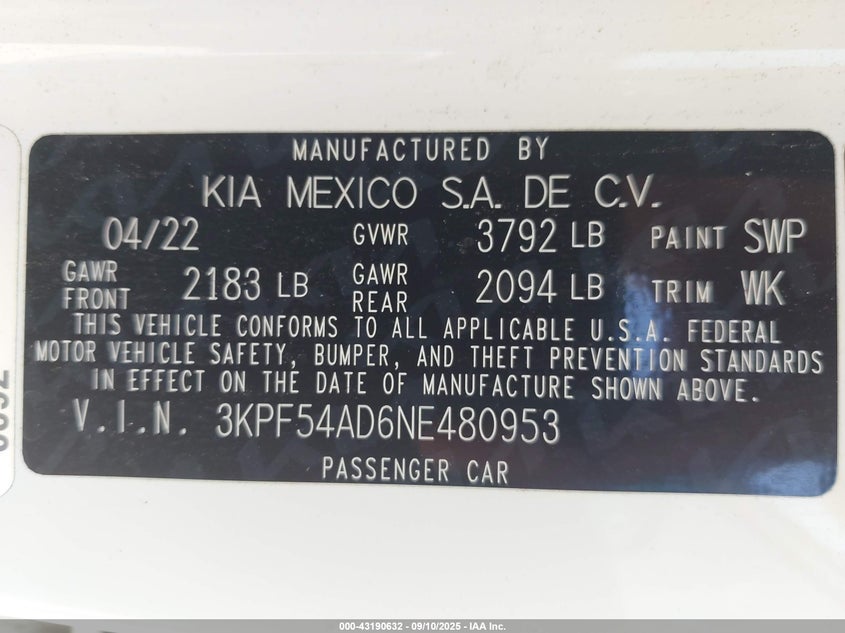 MANUFACTURED BY
KIA MEXICO S.A. DE C.V.
04/22 GVWR 3792 LB PAINT SWP
GAWR FRONT 2183 LB GAWR REAR 2094 LB TRIM WK
THIS VEHICLE CONFORMS TO ALL APPLICABLE U.S.A. FEDERAL
MOTOR VEHICLE SAFETY, BUMPER, AND THEFT PREVENTION STANDARDS
IN EFFECT ON THE DATE OF MANUFACTURE SHOWN ABOVE.
V.I.N. 3KPF54AD6NE480953
PASSENGER CAR
000-43190632 - 09/10/2025 - IAA Inc.